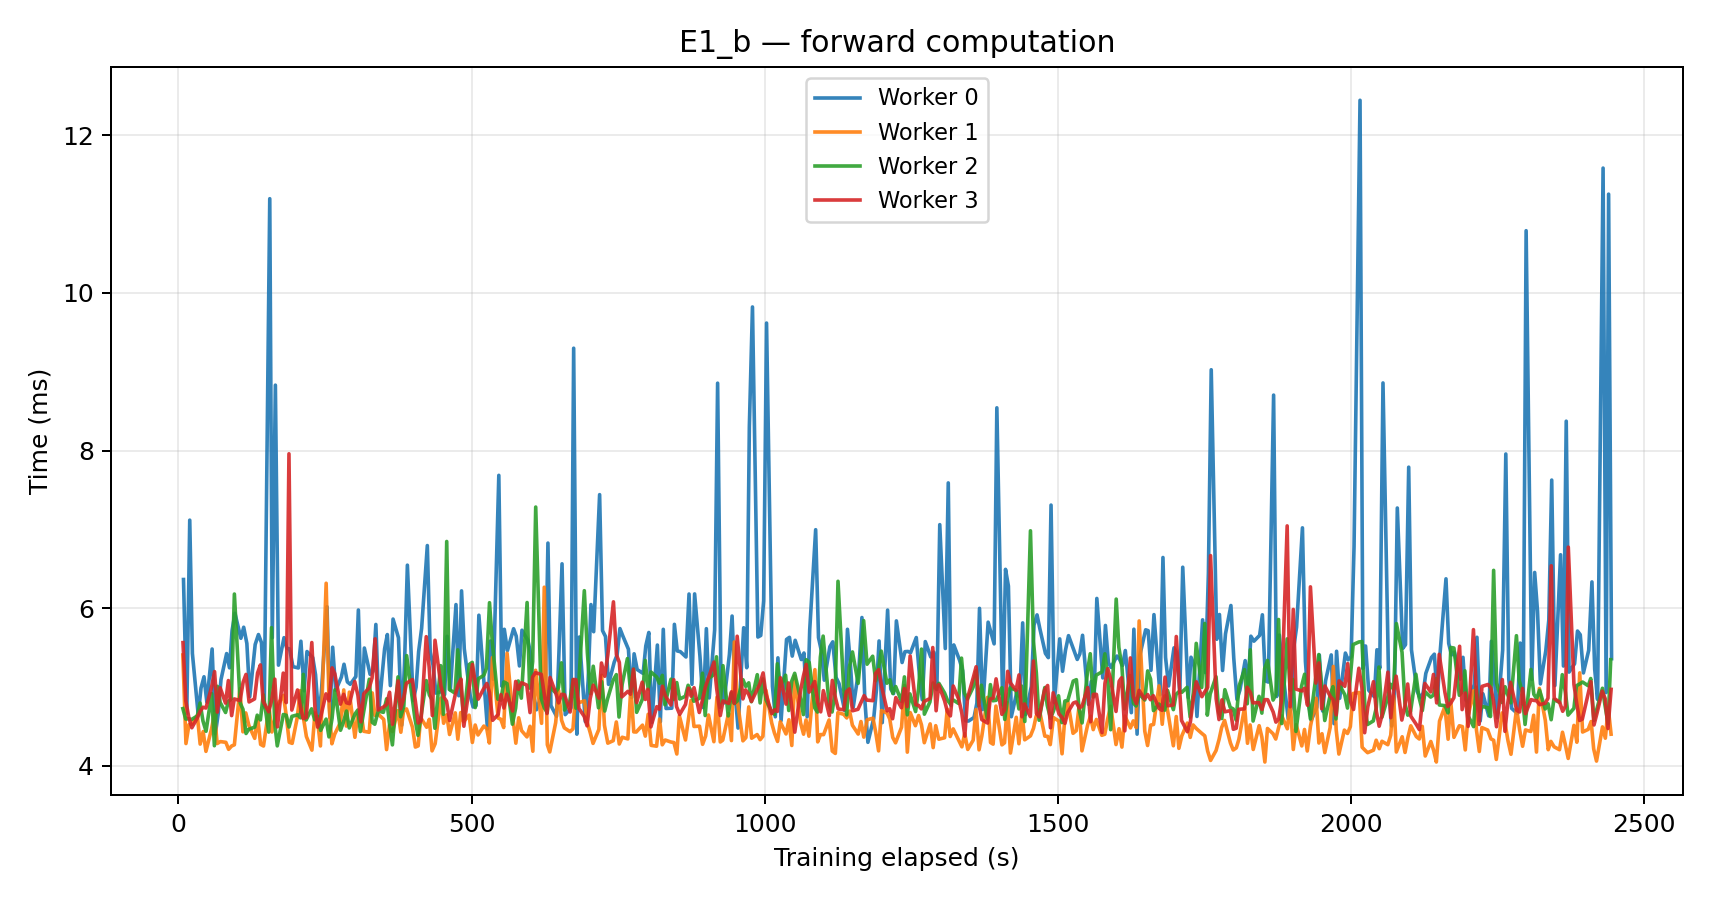 E1_b — forward computation
Worker 0
Worker 1
Worker 2
Worker 3
12
10
8
6
4
Time (ms)
0 500 1000 1500 2000 2500
Training elapsed (s)